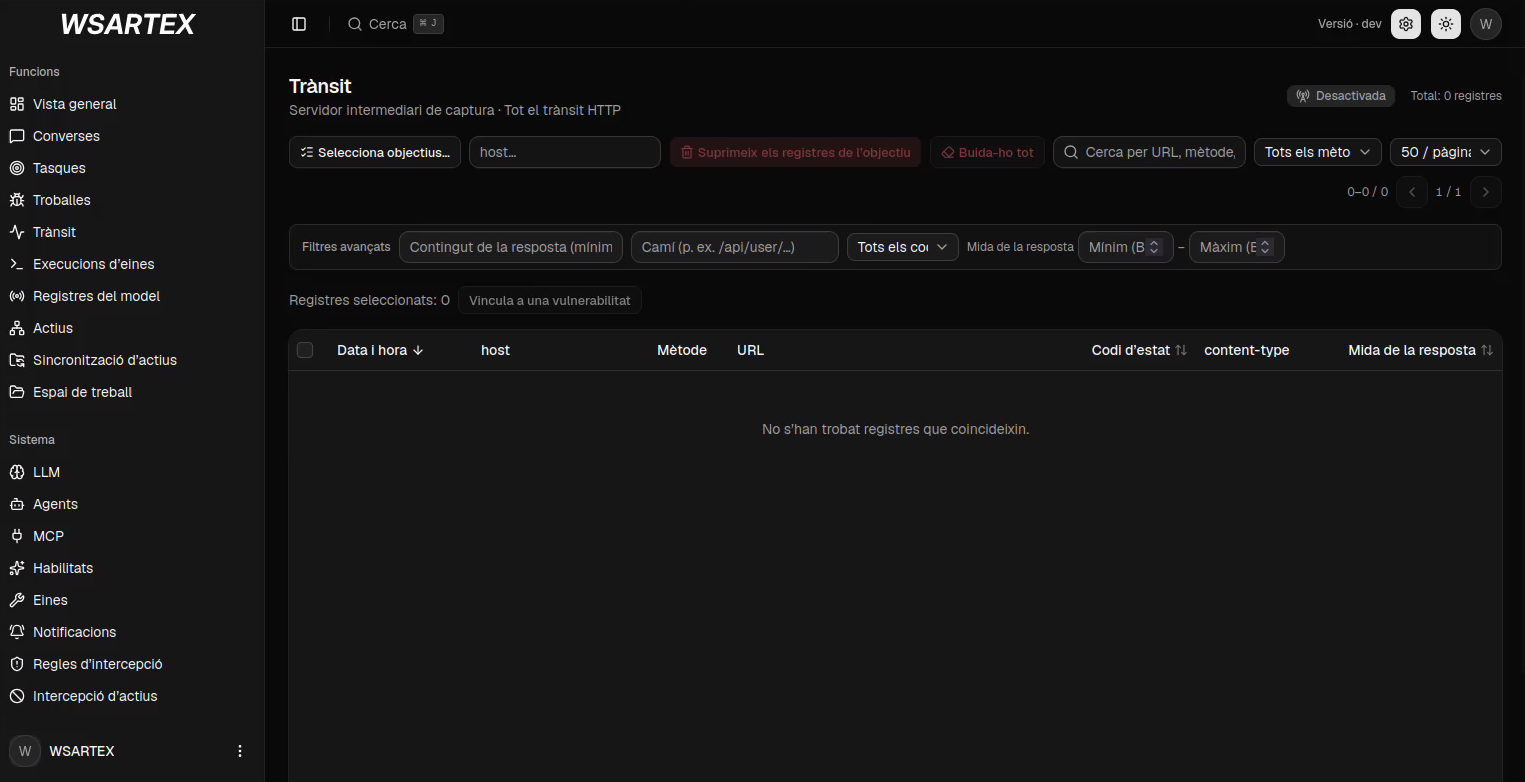 WSARTEX
Funcions
Vista general
Converses
Tasques
Troballes
Trànsit
Execucions d'eines
Registres del model
Actius
Sincronització d'actius
Espai de treball
Sistema
LLM
Agents
MCP
Habilitats
Eines
Notificacions
Regles d'intercepció
Intercepció d'actius
W WSARTEX
Cerca ⌘ J
Versió · dev
W
Trànsit
Servidor intermediari de captura · Tot el trànsit HTTP
Desactivada Total: 0 registres
Selecciona objectius… host… Suprimeix els registres de l'objectiu Buida-ho tot Cerca per URL, mètode, Tots els mèto 50 / pàgina
0–0 / 0 1 / 1
Filtres avançats Contingut de la resposta (mínim Camí (p. ex. /api/user/…) Tots els co Mida de la resposta Mínim (B – Màxim (B
Registres seleccionats: 0 Vincula a una vulnerabilitat
Data i hora host Mètode URL Codi d'estat content-type Mida de la resposta
No s'han trobat registres que coincideixin.